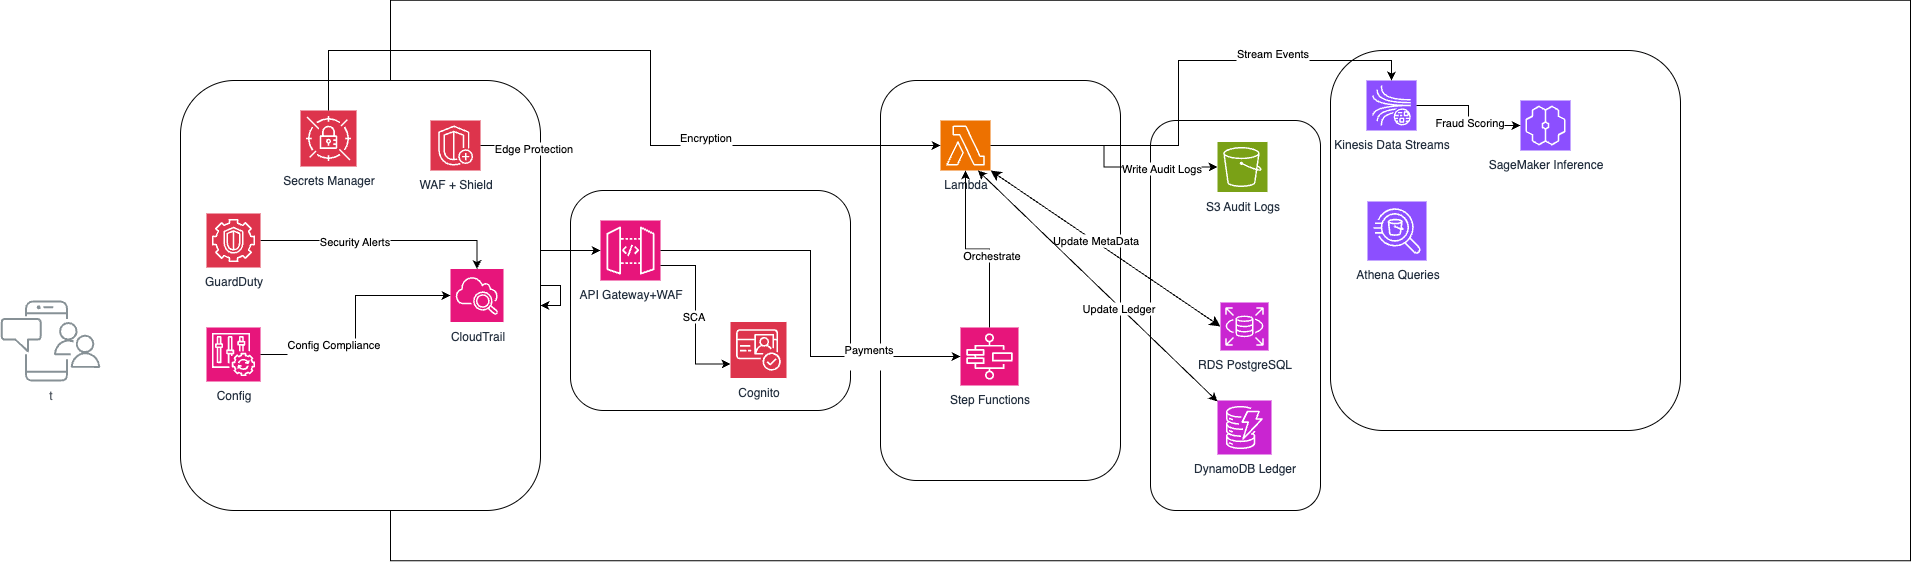 Stream Events
Secrets Manager
WAF + Shield
Edge Protection
Encryption
Lambda
Write Audit Logs
S3 Audit Logs
Kinesis Data Streams
Fraud Scoring
SageMaker Inference
GuardDuty
Security Alerts
CloudTrail
Config Compliance
Config
t
API Gateway+WAF
SCA
Cognito
Payments
Orchestrate
Step Functions
Update MetaData
Update Ledger
RDS PostgreSQL
DynamoDB Ledger
Athena Queries